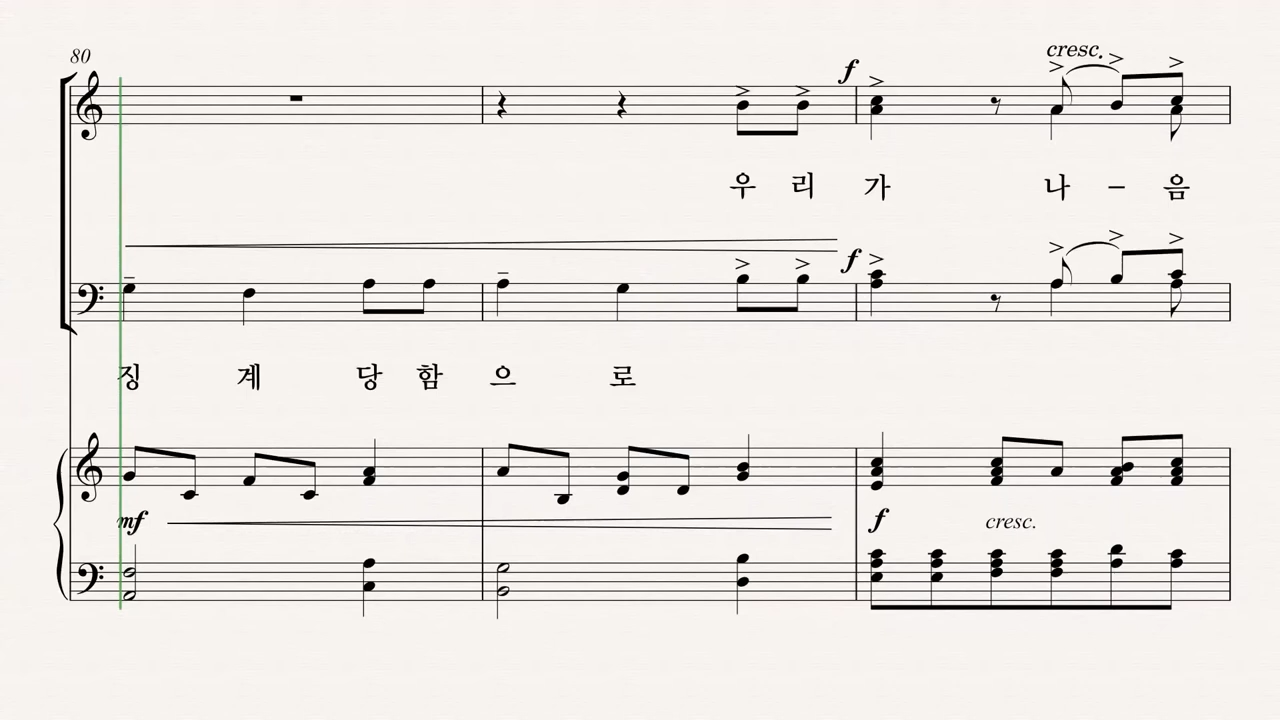 80
cresc.
f
우 리 가 나 – 음
f
징 계 당 함 으 로
mf f cresc.